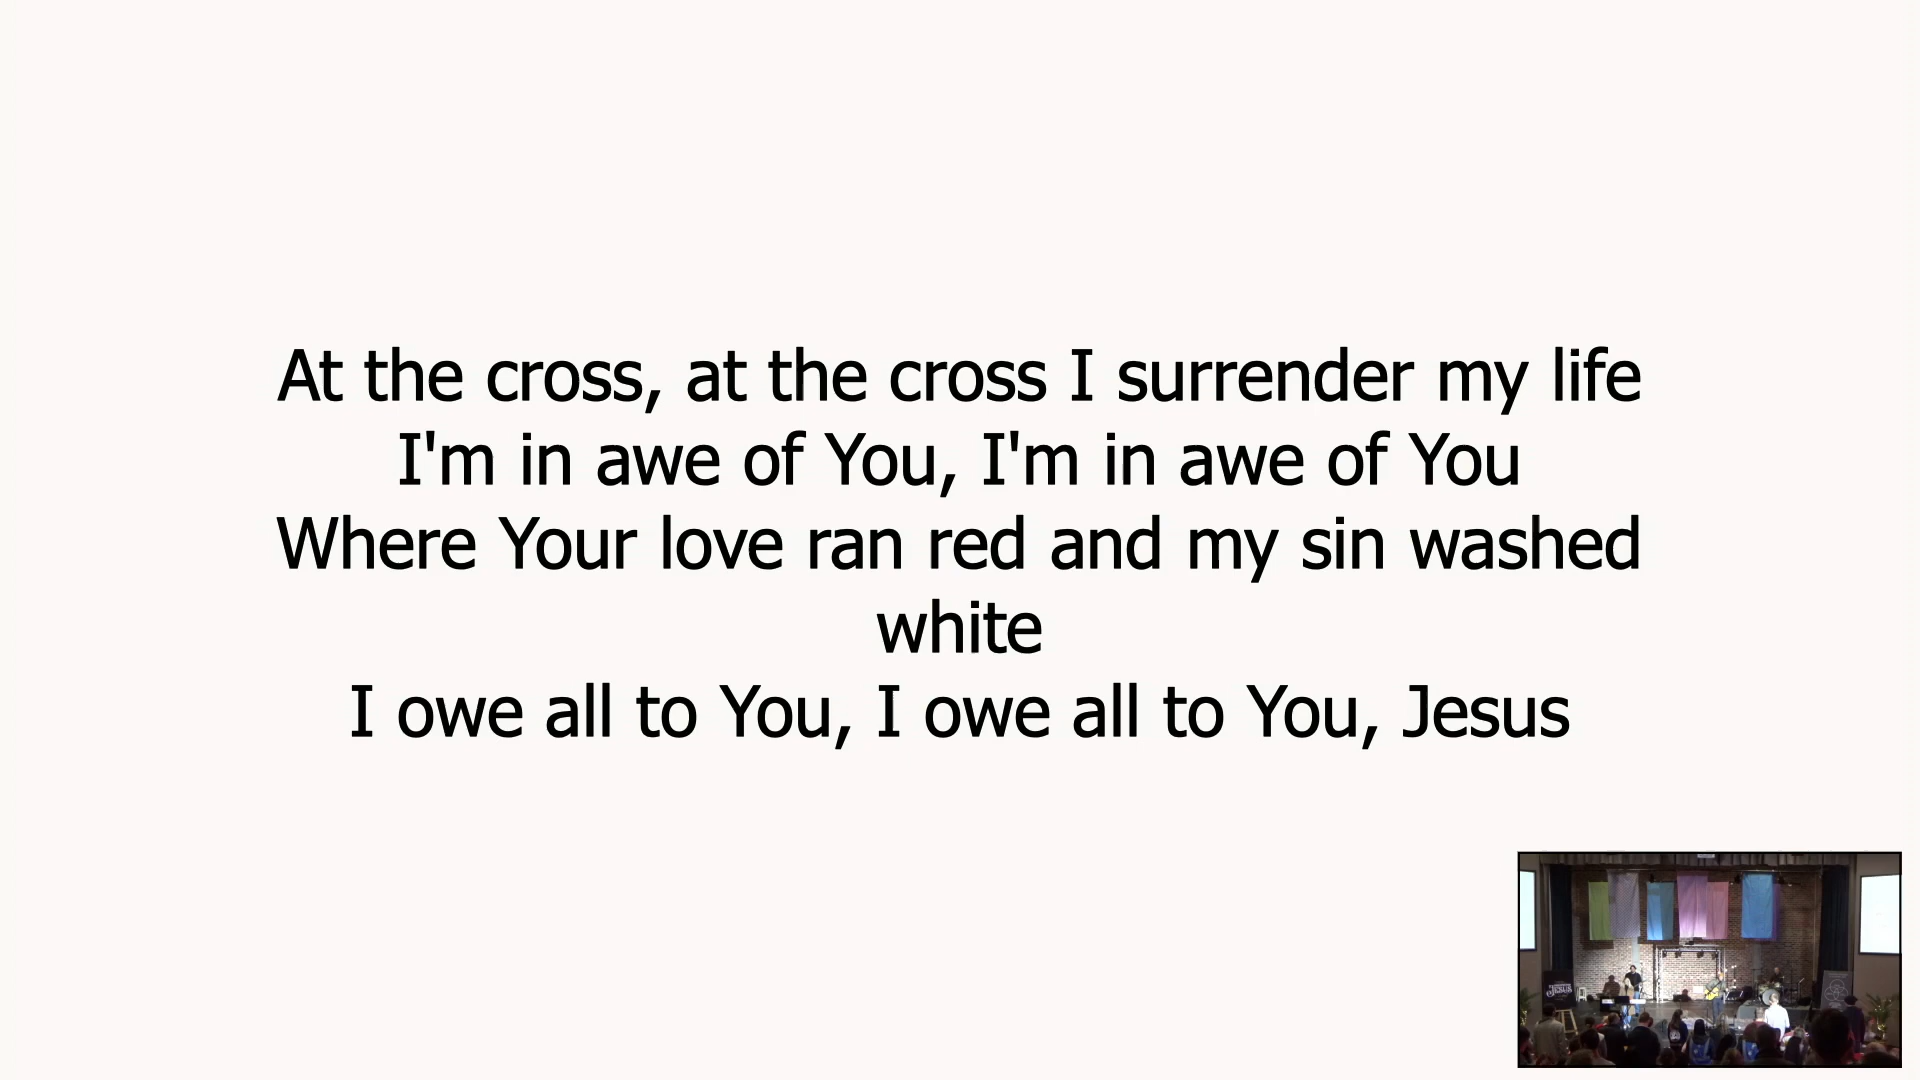 At the cross, at the cross I surrender my life
I'm in awe of You, I'm in awe of You
Where Your love ran red and my sin washed
white
I owe all to You, I owe all to You, Jesus
JESUS